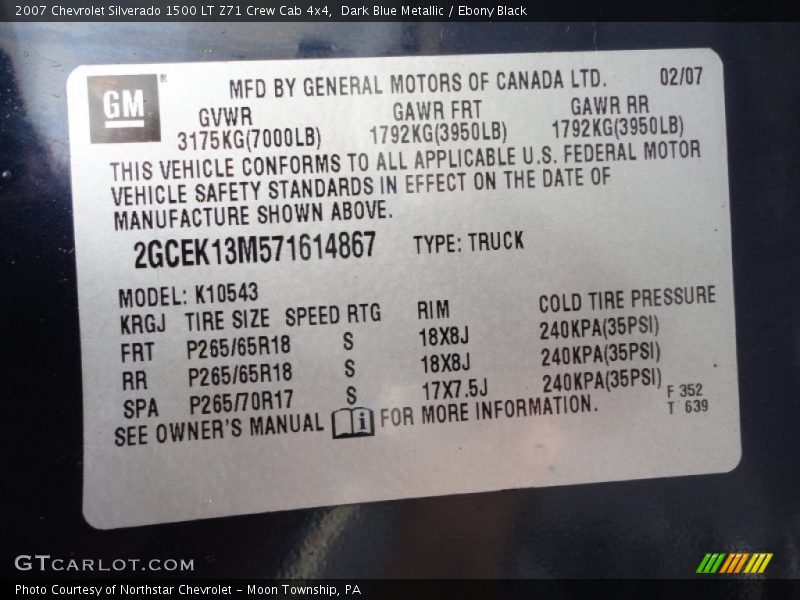 2007 Chevrolet Silverado 1500 LT Z71 Crew Cab 4x4, Dark Blue Metallic / Ebony Black
GM ® MFD BY GENERAL MOTORS OF CANADA LTD. 02/07
GVWR GAWR FRT GAWR RR
3175KG(7000LB) 1792KG(3950LB) 1792KG(3950LB)
THIS VEHICLE CONFORMS TO ALL APPLICABLE U.S. FEDERAL MOTOR
VEHICLE SAFETY STANDARDS IN EFFECT ON THE DATE OF
MANUFACTURE SHOWN ABOVE.
2GCEK13M571614867 TYPE: TRUCK
MODEL: K10543
KRGJ TIRE SIZE SPEED RTG RIM COLD TIRE PRESSURE
FRT P265/65R18 S 18X8J 240KPA(35PSI)
RR P265/65R18 S 18X8J 240KPA(35PSI)
SPA P265/70R17 S 17X7.5J 240KPA(35PSI)
SEE OWNER'S MANUAL i FOR MORE INFORMATION.
F 352
T 639
GTCARLOT.COM
Photo Courtesy of Northstar Chevrolet - Moon Township, PA